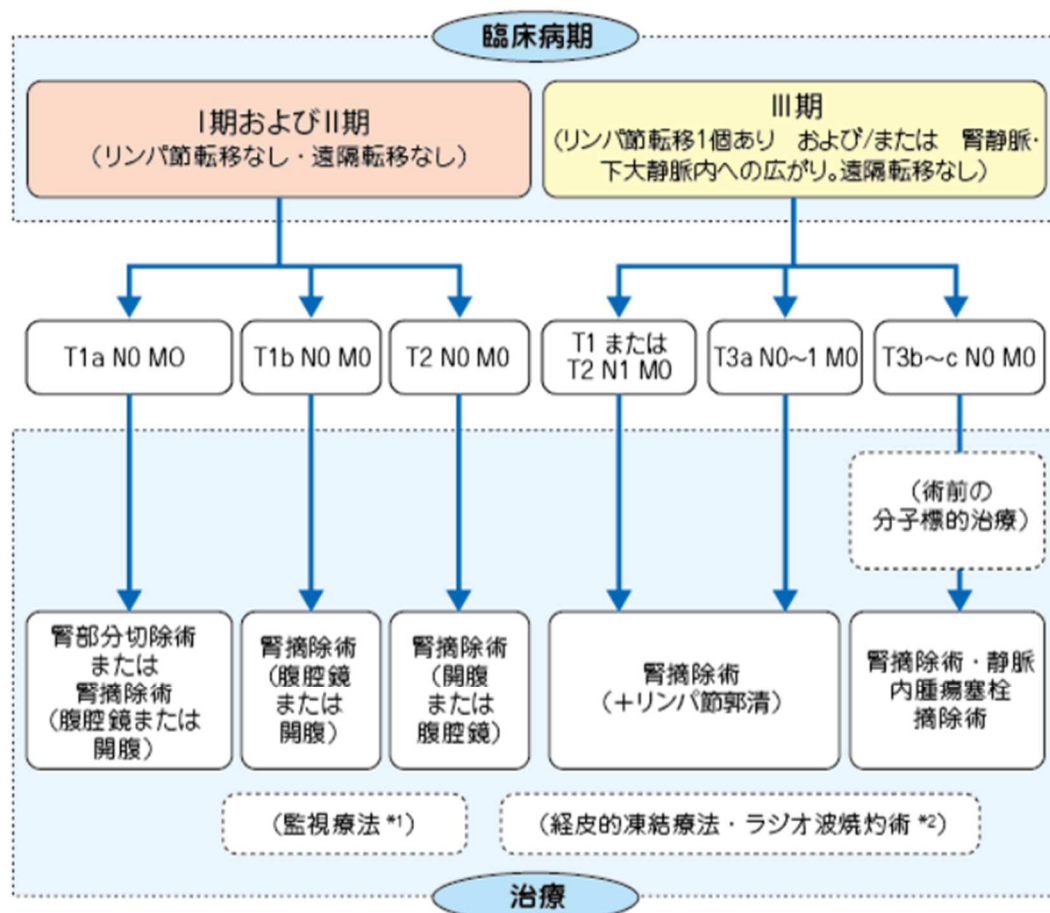 臨床病期
Ⅰ期およびⅡ期
（リンパ節転移なし・遠隔転移なし）
Ⅲ期
（リンパ節転移1個あり　および/または　腎静脈・
下大静脈内への広がり。遠隔転移なし）
T1a N0 MO
T1b N0 M0
T2 N0 M0
T1 または
T2 N1 M0
T3a N0〜1 M0
T3b〜c N0 M0
（術前の
分子標的治療）
腎部分切除術
または
腎摘除術
（腹腔鏡または
開腹）
腎摘除術
（腹腔鏡
または
開腹）
腎摘除術
（開腹
または
腹腔鏡）
腎摘除術
（＋リンパ節郭清）
腎摘除術・静脈
内腫瘍塞栓
摘除術
（監視療法 *1）
（経皮的凍結療法・ラジオ波焼灼術 *2）
治療